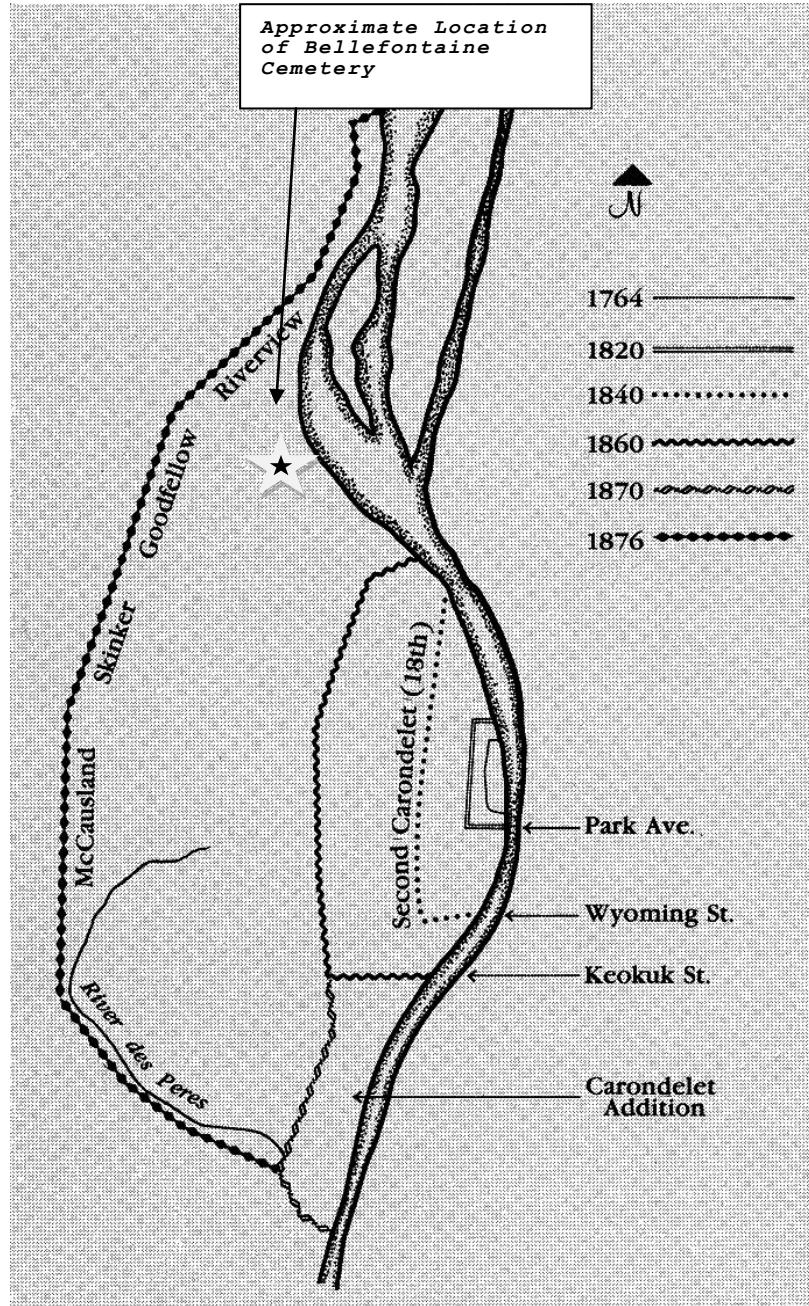 Approximate Location
of Bellefontaine
Cemetery
N
1764
1820
1840
1860
1870
1876
Riverview
Goodfellow
Skinker
McCausland
Second Carondelet (18th)
Park Ave.
Wyoming St.
Keokuk St.
River des Peres
Carondelet
Addition